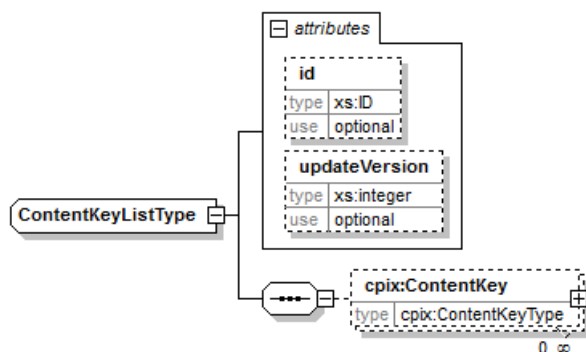 attributes
id
type xs:ID
use optional
updateVersion
type xs:integer
use optional
ContentKeyListType
cpix:ContentKey
type cpix:ContentKeyType
0 ∞